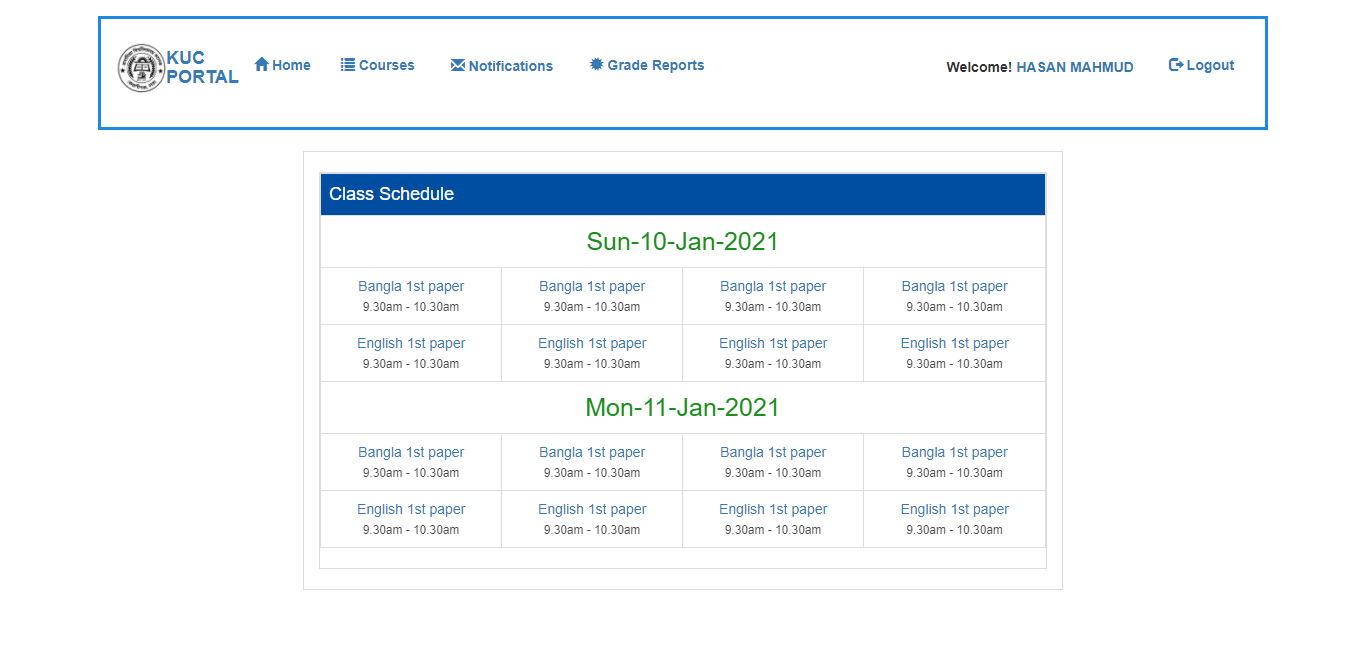 KUC
PORTAL
Home
Courses
Notifications
Grade Reports
Welcome! HASAN MAHMUD
Logout
Class Schedule
Sun-10-Jan-2021
Bangla 1st paper Bangla 1st paper Bangla 1st paper Bangla 1st paper
9.30am - 10.30am 9.30am - 10.30am 9.30am - 10.30am 9.30am - 10.30am
English 1st paper English 1st paper English 1st paper English 1st paper
9.30am - 10.30am 9.30am - 10.30am 9.30am - 10.30am 9.30am - 10.30am
Mon-11-Jan-2021
Bangla 1st paper Bangla 1st paper Bangla 1st paper Bangla 1st paper
9.30am - 10.30am 9.30am - 10.30am 9.30am - 10.30am 9.30am - 10.30am
English 1st paper English 1st paper English 1st paper English 1st paper
9.30am - 10.30am 9.30am - 10.30am 9.30am - 10.30am 9.30am - 10.30am